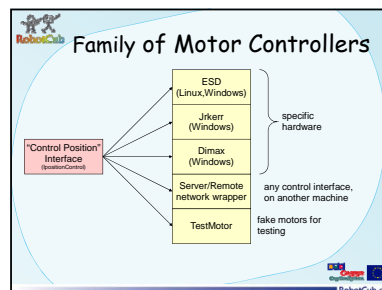 RobotCub
Family of Motor Controllers
ESD
(Linux,Windows)
Jrkerr
(Windows)
Dimax
(Windows)
Server/Remote
network wrapper
TestMotor
"Control Position"
Interface
(IpositionControl)
specific
hardware
any control interface,
on another machine
fake motors for
testing